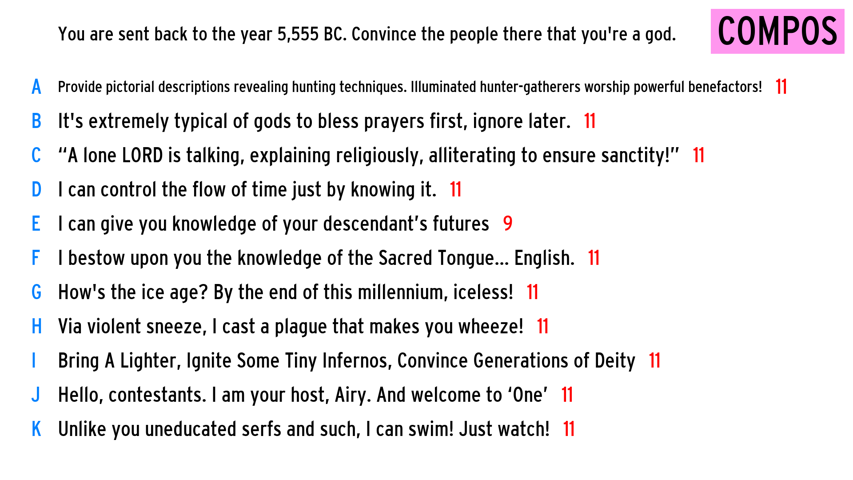 You are sent back to the year 5,555 BC. Convince the people there that you're a god.
COMPOS
A Provide pictorial descriptions revealing hunting techniques. Illuminated hunter-gatherers worship powerful benefactors! 11
B It's extremely typical of gods to bless prayers first, ignore later. 11
C “A lone LORD is talking, explaining religiously, alliterating to ensure sanctity!” 11
D I can control the flow of time just by knowing it. 11
E I can give you knowledge of your descendant’s futures 9
F I bestow upon you the knowledge of the Sacred Tongue... English. 11
G How's the ice age? By the end of this millennium, iceless! 11
H Via violent sneeze, I cast a plague that makes you wheeze! 11
I Bring A Lighter, Ignite Some Tiny Infernos, Convince Generations of Deity 11
J Hello, contestants. I am your host, Airy. And welcome to ‘One’ 11
K Unlike you uneducated serfs and such, I can swim! Just watch! 11